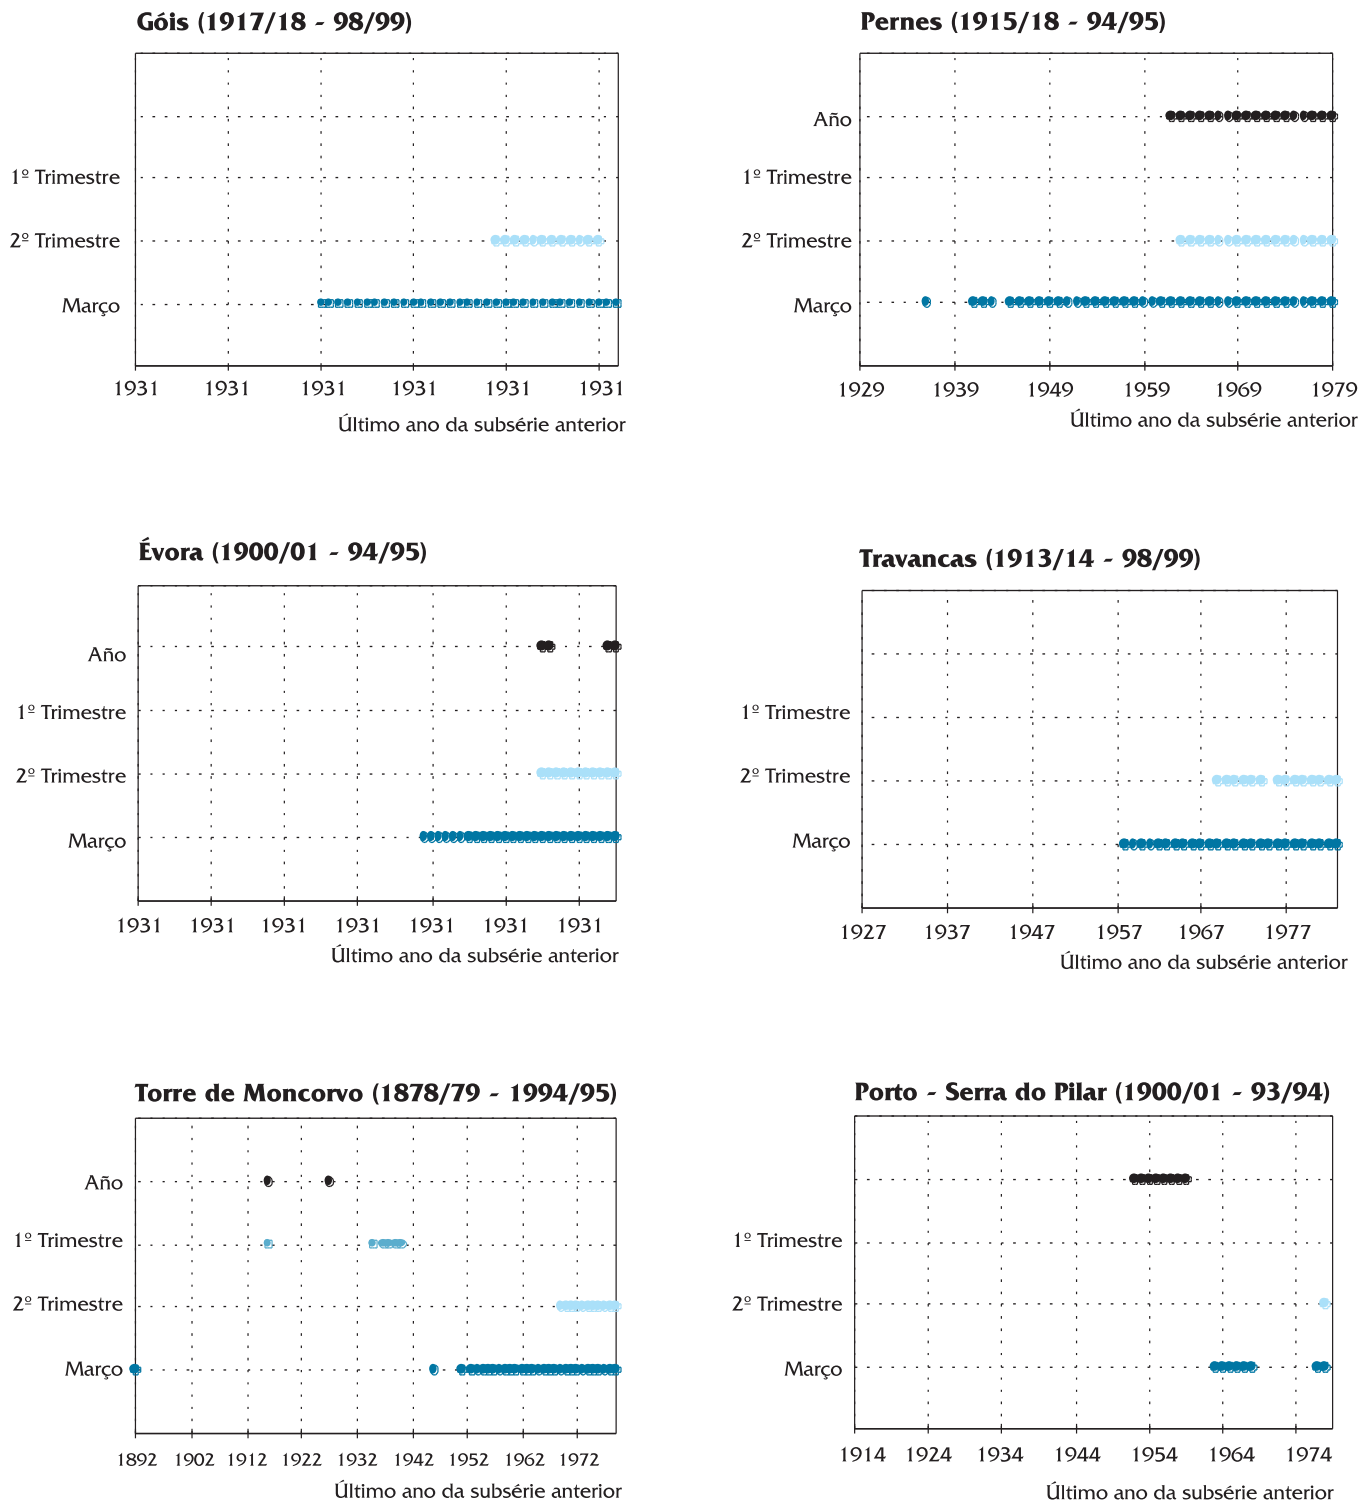 Góis (1917/18 - 98/99)
1º Trimestre
2º Trimestre
Março
1931 1931 1931 1931 1931 1931
Último ano da subsérie anterior
Pernes (1915/18 - 94/95)
Año
1º Trimestre
2º Trimestre
Março
1929 1939 1949 1959 1969 1979
Último ano da subsérie anterior
Évora (1900/01 - 94/95)
Año
1º Trimestre
2º Trimestre
Março
1931 1931 1931 1931 1931 1931 1931
Último ano da subsérie anterior
Travancas (1913/14 - 98/99)
1º Trimestre
2º Trimestre
Março
1927 1937 1947 1957 1967 1977
Último ano da subsérie anterior
Torre de Moncorvo (1878/79 - 1994/95)
Año
1º Trimestre
2º Trimestre
Março
1892 1902 1912 1922 1932 1942 1952 1962 1972
Último ano da subsérie anterior
Porto - Serra do Pilar (1900/01 - 93/94)
1º Trimestre
2º Trimestre
Março
1914 1924 1934 1944 1954 1964 1974
Último ano da subsérie anterior